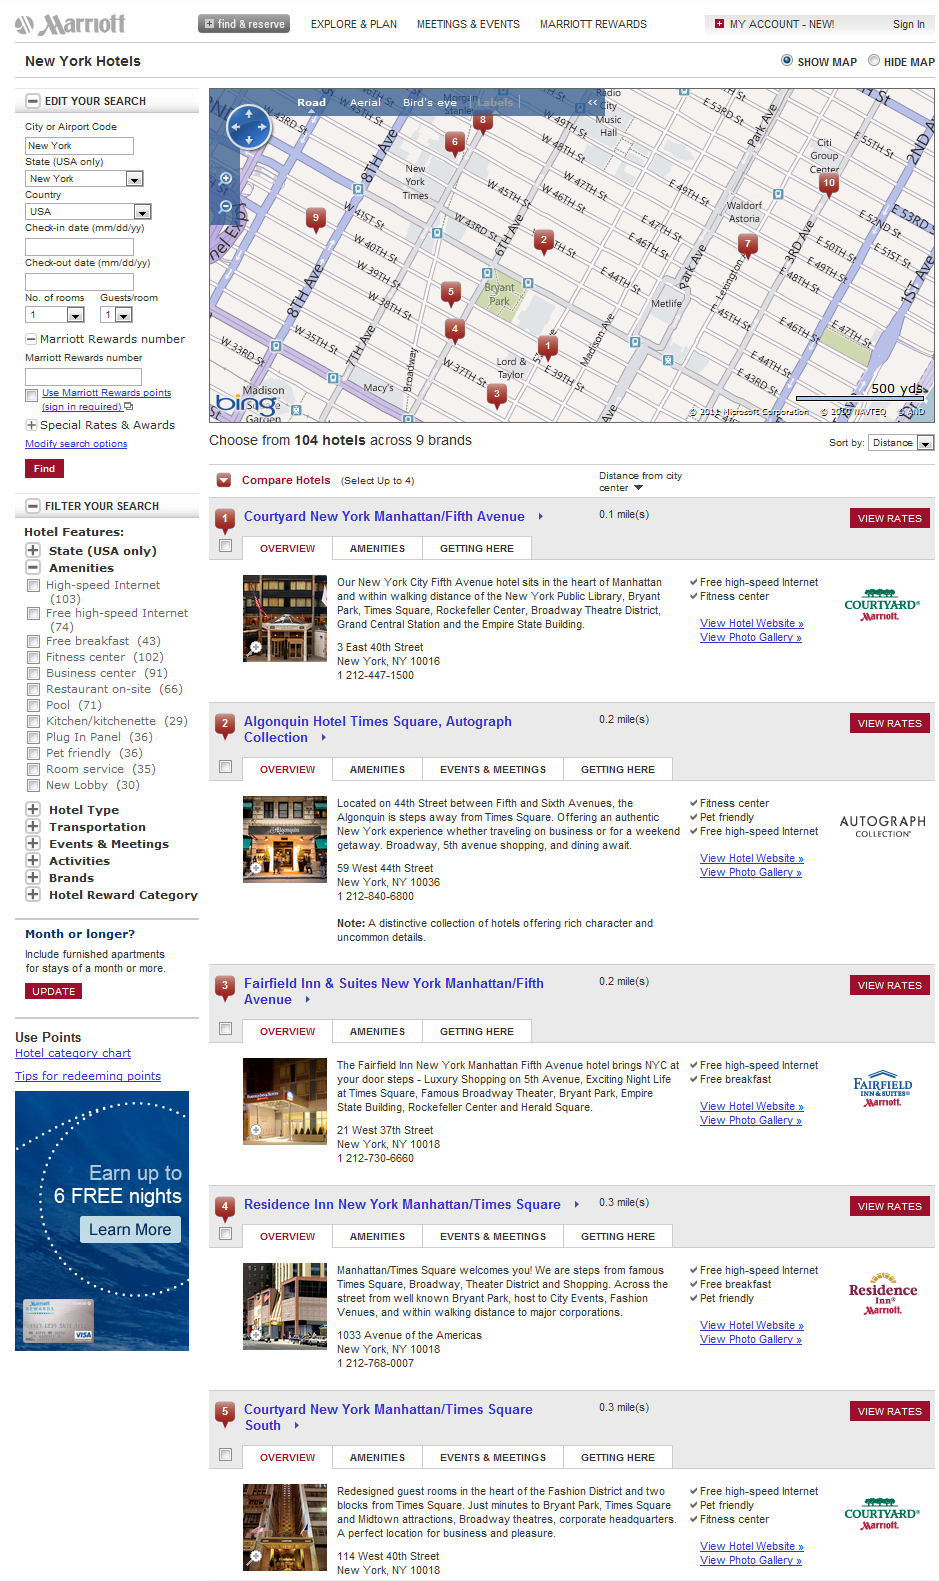 Marriott
find & reserve
EXPLORE & PLAN
MEETINGS & EVENTS
MARRIOTT REWARDS
MY ACCOUNT - NEW!
Sign In
New York Hotels
SHOW MAP
HIDE MAP
EDIT YOUR SEARCH
City or Airport Code
New York
State (USA only)
New York
Country
USA
Check-in date (mm/dd/yy)
Check-out date (mm/dd/yy)
No. of rooms Guests/room
1 1
Marriott Rewards number
Marriott Rewards number
Use Marriott Rewards points
(sign in required)
Special Rates & Awards
Modify search options
Find
FILTER YOUR SEARCH
Hotel Features:
State (USA only)
Amenities
High-speed Internet
(103)
Free high-speed Internet
(74)
Free breakfast (43)
Fitness center (102)
Business center (91)
Restaurant on-site (66)
Pool (71)
Kitchen/kitchenette (29)
Plug In Panel (36)
Pet friendly (36)
Room service (35)
New Lobby (30)
Hotel Type
Transportation
Events & Meetings
Activities
Brands
Hotel Reward Category
Month or longer?
Include furnished apartments
for stays of a month or more.
UPDATE
Use Points
Hotel category chart
Tips for redeeming points
Earn up to
6 FREE nights
Learn More
VISA
Road Aerial Bird's eye Labels «
Radio
City
Music
Hall
Citi
Group
Center
New
York
Times
Waldorf
Astoria
Bryant
Park
Metlife
Lord &
Taylor
Macy's
Madison
Square
Garden
8TH Ave
8TH Ave
7TH Ave
6TH Ave
Broadway
Madison Ave
Park Ave
Park Ave
Lexington
3RD Ave
2ND Ave
1ST Ave
W 43RD St
W 41ST St
W 40TH St
W 39TH St
W 38TH St
W 35TH St
W 33RD St
W 37TH St
W 43RD St
W 49TH St
W 48TH St
W 47TH St
W 46TH St
W 45TH St
E 39TH St
E 43RD St
E 44TH St
E 45TH St
E 46TH St
E 47TH St
E 48TH St
E 49TH St
E 47TH St
E 51ST St
E 50TH St
E 52ND St
E 53RD St
E 53RD St
E 54TH St
E 55TH St
1
2
3
4
5
6
7
8
9
10
bing
500 yds
© 2011 Microsoft Corporation © 2010 NAVTEQ © AND
Choose from 104 hotels across 9 brands
Sort by: Distance
Compare Hotels (Select Up to 4)
Distance from city
center
1
Courtyard New York Manhattan/Fifth Avenue
0.1 mile(s)
VIEW RATES
OVERVIEW AMENITIES GETTING HERE
Our New York City Fifth Avenue hotel sits in the heart of Manhattan
and within walking distance of the New York Public Library, Bryant
Park, Times Square, Rockefeller Center, Broadway Theatre District,
Grand Central Station and the Empire State Building.
3 East 40th Street
New York, NY 10016
1 212-447-1500
Free high-speed Internet
Fitness center
View Hotel Website »
View Photo Gallery »
COURTYARD®
Marriott.
2
Algonquin Hotel Times Square, Autograph
Collection
0.2 mile(s)
VIEW RATES
OVERVIEW AMENITIES EVENTS & MEETINGS GETTING HERE
Algonquin
Located on 44th Street between Fifth and Sixth Avenues, the
Algonquin is steps away from Times Square. Offering an authentic
New York experience whether traveling on business or for a weekend
getaway. Broadway, 5th avenue shopping, and dining await.
59 West 44th Street
New York, NY 10036
1 212-840-6800
Note: A distinctive collection of hotels offering rich character and
uncommon details.
Fitness center
Pet friendly
Free high-speed Internet
View Hotel Website »
View Photo Gallery »
AUTOGRAPH
COLLECTION®
3
Fairfield Inn & Suites New York Manhattan/Fifth
Avenue
0.2 mile(s)
VIEW RATES
OVERVIEW AMENITIES GETTING HERE
The Fairfield Inn New York Manhattan Fifth Avenue hotel brings NYC at
your door steps - Luxury Shopping on 5th Avenue, Exciting Night Life
at Times Square, Famous Broadway Theater, Bryant Park, Empire
State Building, Rockefeller Center and Herald Square.
21 West 37th Street
New York, NY 10018
1 212-730-6660
Free high-speed Internet
Free breakfast
View Hotel Website »
View Photo Gallery »
FAIRFIELD
INN & SUITES®
Marriott.
4
Residence Inn New York Manhattan/Times Square
0.3 mile(s)
VIEW RATES
OVERVIEW AMENITIES EVENTS & MEETINGS GETTING HERE
Manhattan/Times Square welcomes you! We are steps from famous
Times Square, Broadway, Theater District and Shopping. Across the
street from well known Bryant Park, host to City Events, Fashion
Venues, and within walking distance to major corporations.
1033 Avenue of the Americas
New York, NY 10018
1 212-768-0007
Free high-speed Internet
Free breakfast
Pet friendly
View Hotel Website »
View Photo Gallery »
Residence
Inn®
Marriott.
5
Courtyard New York Manhattan/Times Square
South
0.3 mile(s)
VIEW RATES
OVERVIEW AMENITIES EVENTS & MEETINGS GETTING HERE
Redesigned guest rooms in the heart of the Fashion District and two
blocks from Times Square. Just minutes to Bryant Park, Times Square
and Midtown attractions, Broadway theatres, corporate headquarters.
A perfect location for business and pleasure.
114 West 40th Street
New York, NY 10018
Free high-speed Internet
Pet friendly
Fitness center
View Hotel Website »
View Photo Gallery »
COURTYARD®
Marriott.